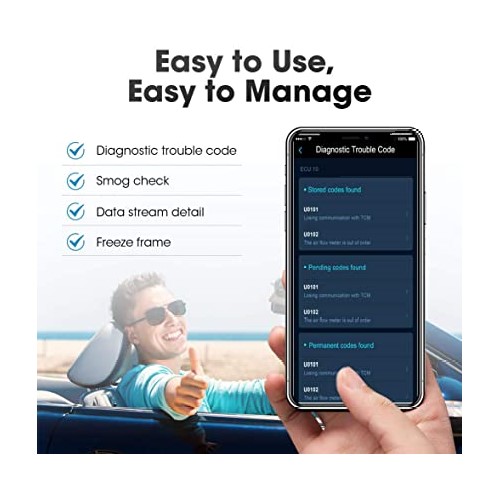 Easy to Use,
Easy to Manage
Diagnostic trouble code
Smog check
Data stream detail
Freeze frame
100%
Diagnostic Trouble Code
ECU 10
• Stored codes found
U0101
Losing communication with TCM
U0102
The air flow meter is out of order
• Pending codes found
U0101
Losing communication with TCM
U0102
The air flow meter is out of order
• Permanent codes found
U0101
Losing communication with TCM
U0102
The air flow meter is out of order